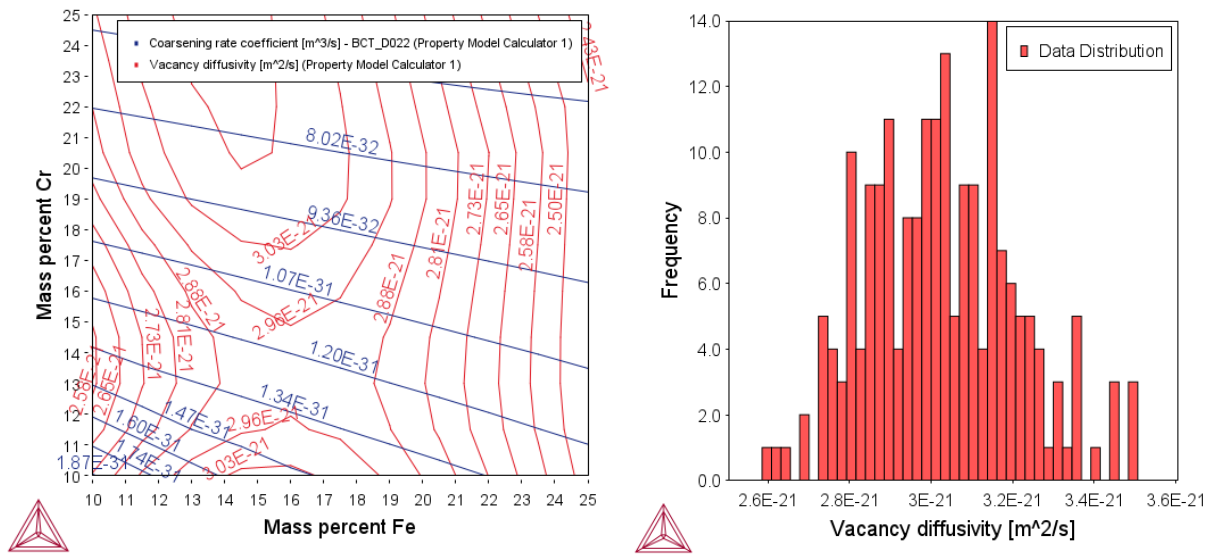 25
24
23
22
21
20
19
18
17
16
15
14
13
12
11
10
Mass percent Cr
Coarsening rate coefficient [m^3/s] - BCT_D022 (Property Model Calculator 1)
Vacancy diffusivity [m^2/s] (Property Model Calculator 1)
2.43E-21
8.02E-32
9.36E-32
2.73E-21
2.65E-21
2.50E-21
2.58E-21
2.81E-21
3.03E-21
1.07E-31
2.88E-21
2.88E-21
2.96E-21
2.81E-21
2.73E-21
1.20E-31
2.65E-21
1.34E-31
1.47E-31
2.96E-21
1.60E-31
1.74E-31
3.03E-21
1.87E-31
10 11 12 13 14 15 16 17 18 19 20 21 22 23 24 25
Mass percent Fe
14.0
12.0
10.0
8.0
6.0
4.0
2.0
0.0
Frequency
Data Distribution
2.6E-21 2.8E-21 3E-21 3.2E-21 3.4E-21 3.6E-21
Vacancy diffusivity [m^2/s]